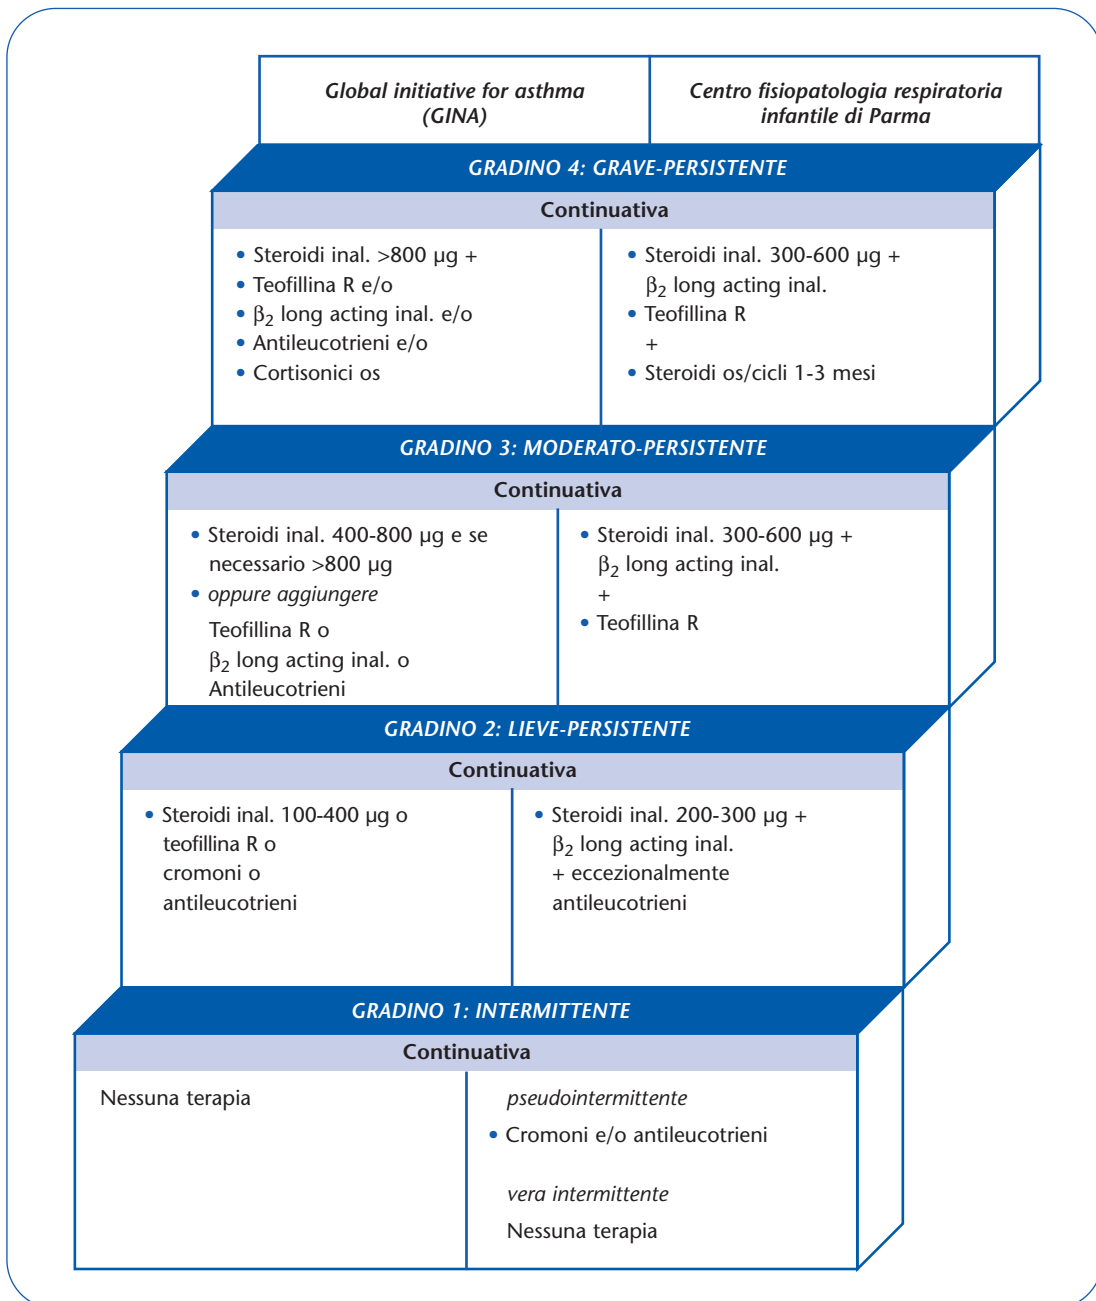 Global initiative for asthma
(GINA)
Centro fisiopatologia respiratoria
infantile di Parma
GRADINO 4: GRAVE-PERSISTENTE
Continuativa
• Steroidi inal. >800 µg +
• Teofillina R e/o
• β2 long acting inal. e/o
• Antileucotrieni e/o
• Cortisonici os
• Steroidi inal. 300-600 µg +
β2 long acting inal.
• Teofillina R
+
• Steroidi os/cicli 1-3 mesi
GRADINO 3: MODERATO-PERSISTENTE
Continuativa
• Steroidi inal. 400-800 µg e se
necessario >800 µg
• oppure aggiungere
Teofillina R o
β2 long acting inal. o
Antileucotrieni
• Steroidi inal. 300-600 µg +
β2 long acting inal.
+
• Teofillina R
GRADINO 2: LIEVE-PERSISTENTE
Continuativa
• Steroidi inal. 100-400 µg o
teofillina R o
cromoni o
antileucotrieni
• Steroidi inal. 200-300 µg +
β2 long acting inal.
+ eccezionalmente
antileucotrieni
GRADINO 1: INTERMITTENTE
Continuativa
Nessuna terapia
pseudointermittente
• Cromoni e/o antileucotrieni
vera intermittente
Nessuna terapia